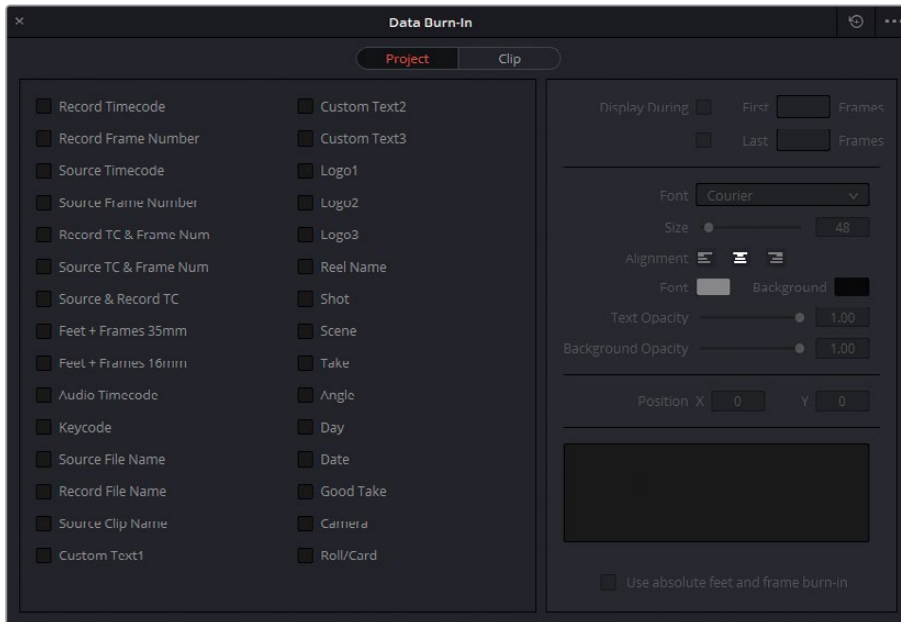 Data Burn-In
Project
Clip
Record Timecode
Record Frame Number
Source Timecode
Source Frame Number
Record TC & Frame Num
Source TC & Frame Num
Source & Record TC
Feet + Frames 35mm
Feet + Frames 16mm
Audio Timecode
Keycode
Source File Name
Record File Name
Source Clip Name
Custom Text1
Custom Text2
Custom Text3
Logo1
Logo2
Logo3
Reel Name
Shot
Scene
Take
Angle
Day
Date
Good Take
Camera
Roll/Card
Display During First Frames
Last Frames
Font Courier
Size 48
Alignment
Font Background
Text Opacity 1.00
Background Opacity 1.00
Position X 0 Y 0
Use absolute feet and frame burn-in